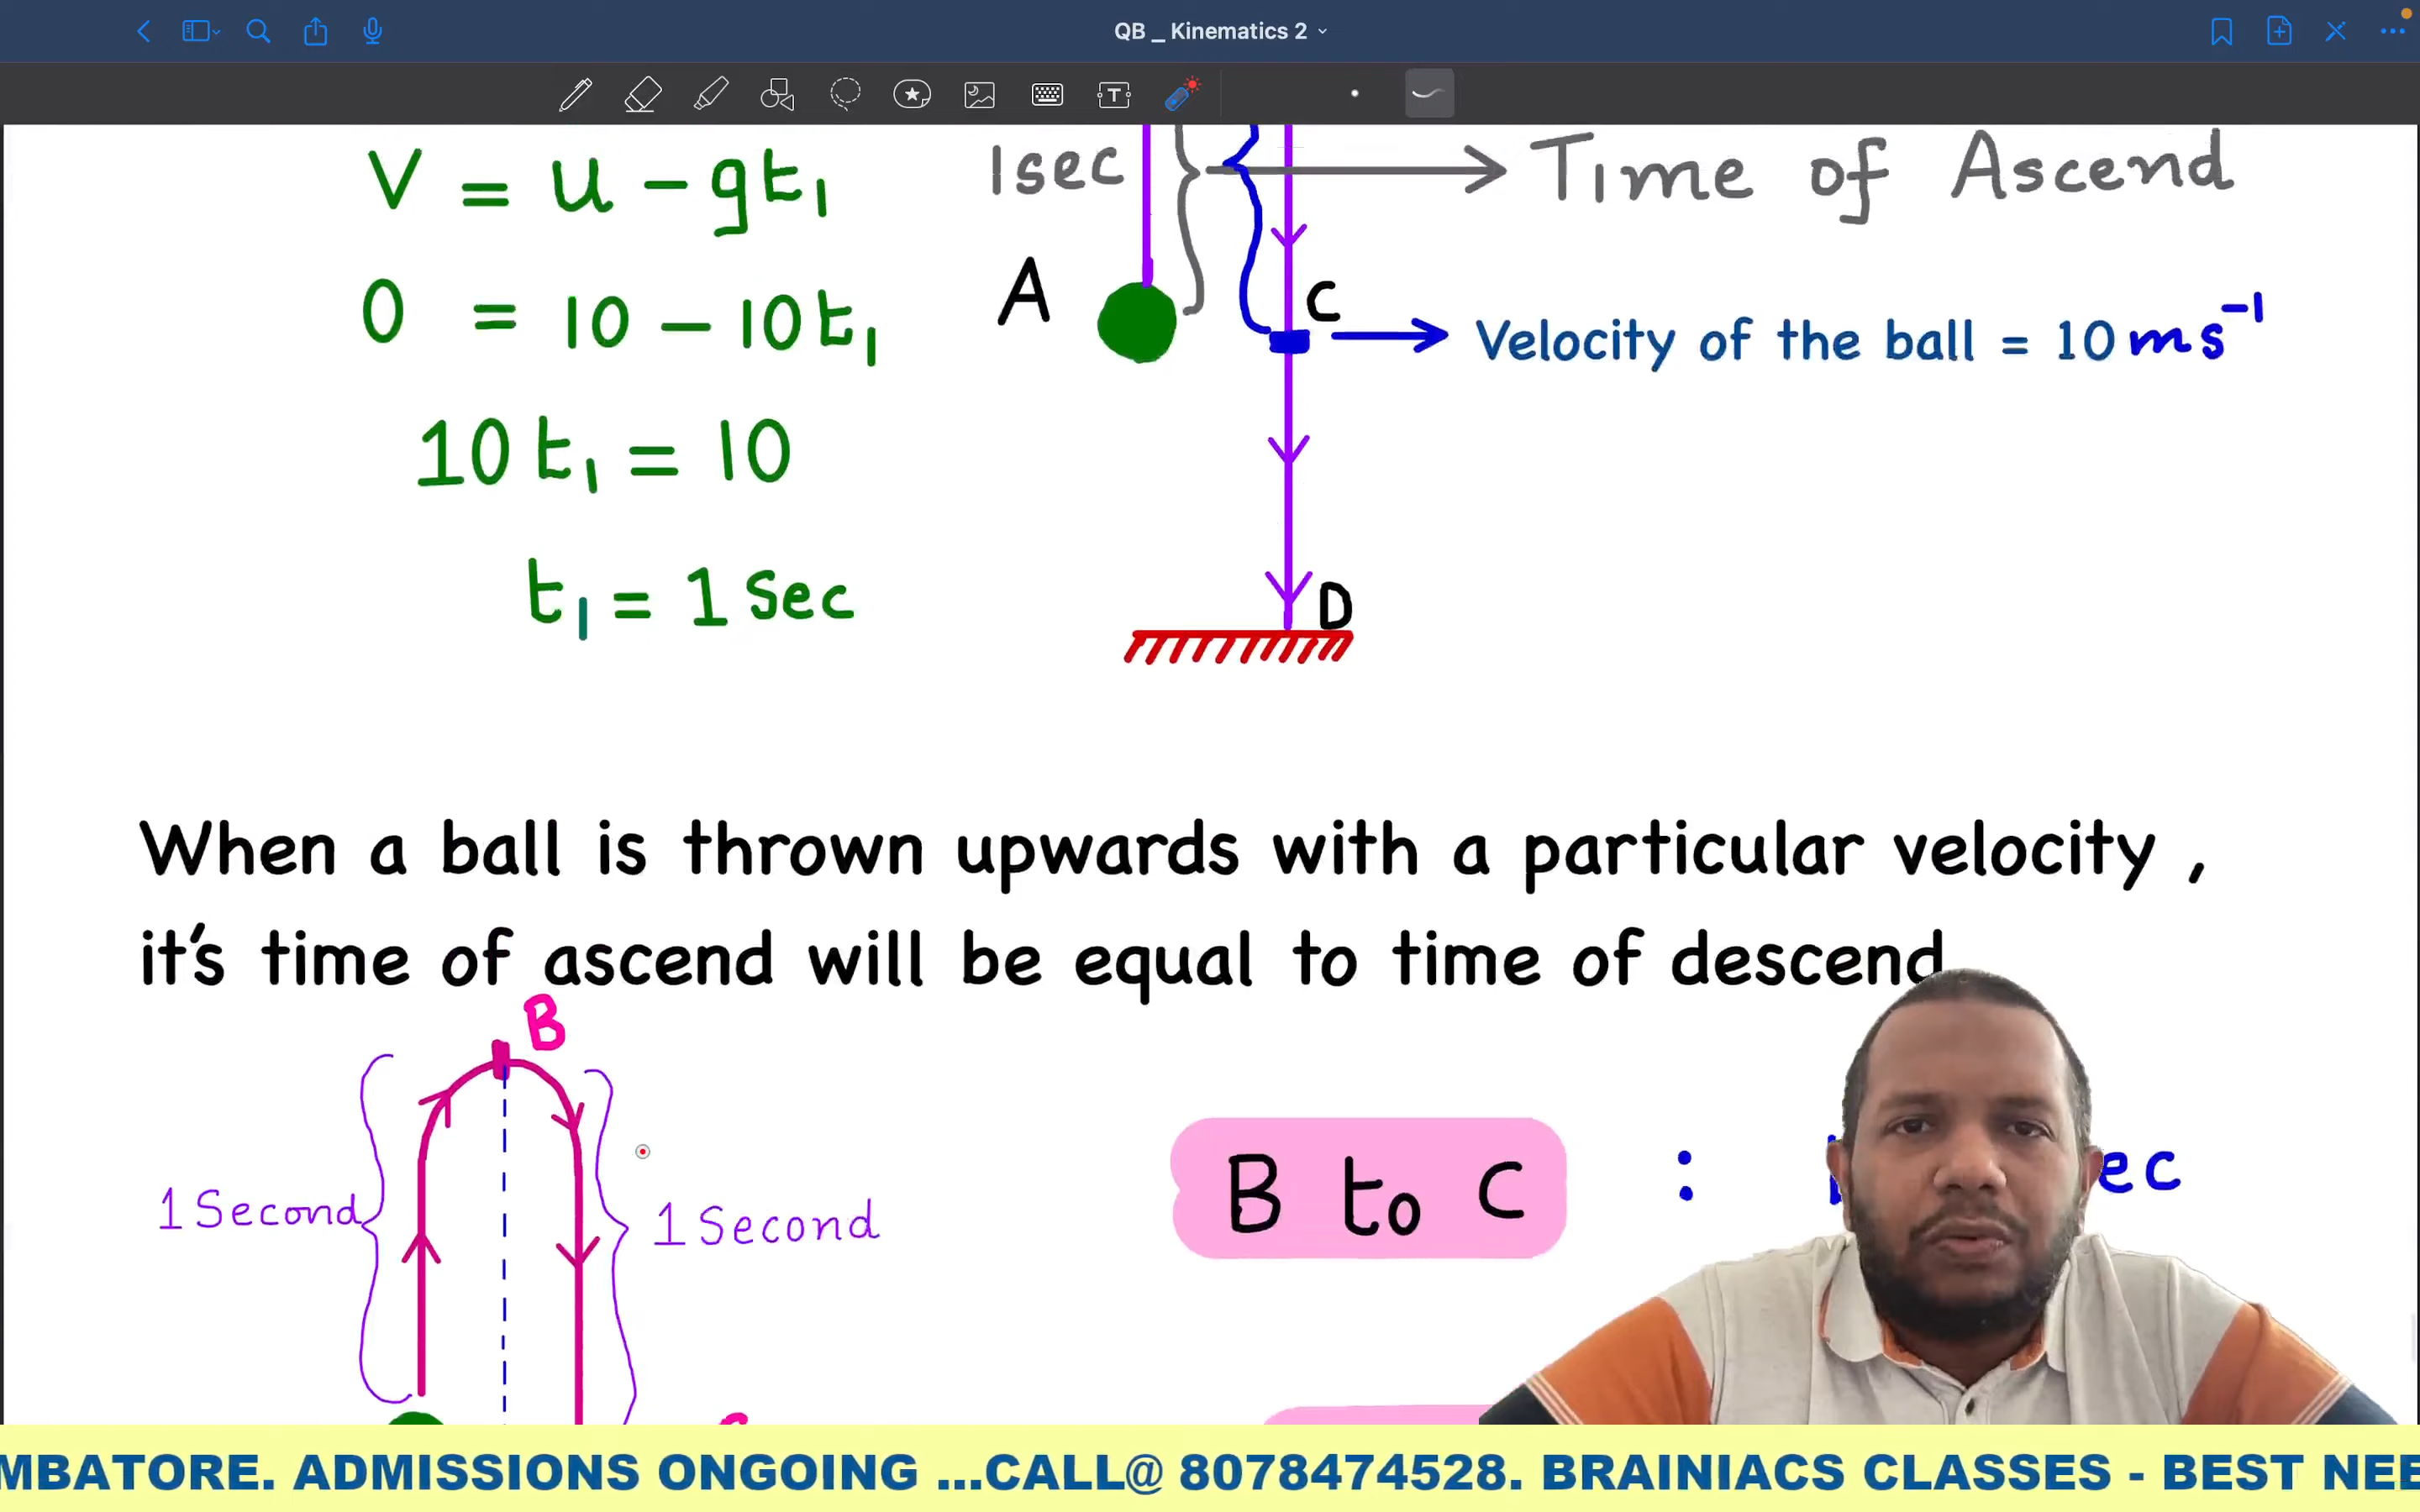 QB _ Kinematics 2
V = u - gt₁
1sec
Time of Ascend
0 = 10 - 10t₁
A
C
Velocity of the ball = 10 ms⁻¹
10t₁ = 10
t₁ = 1 Sec
D
When a ball is thrown upwards with a particular velocity ,
it's time of ascend will be equal to time of descend
B
1 Second
1 Second
B to C :
MBATORE. ADMISSIONS ONGOING ...CALL@ 8078474528. BRAINIACS CLASSES - BEST NEE